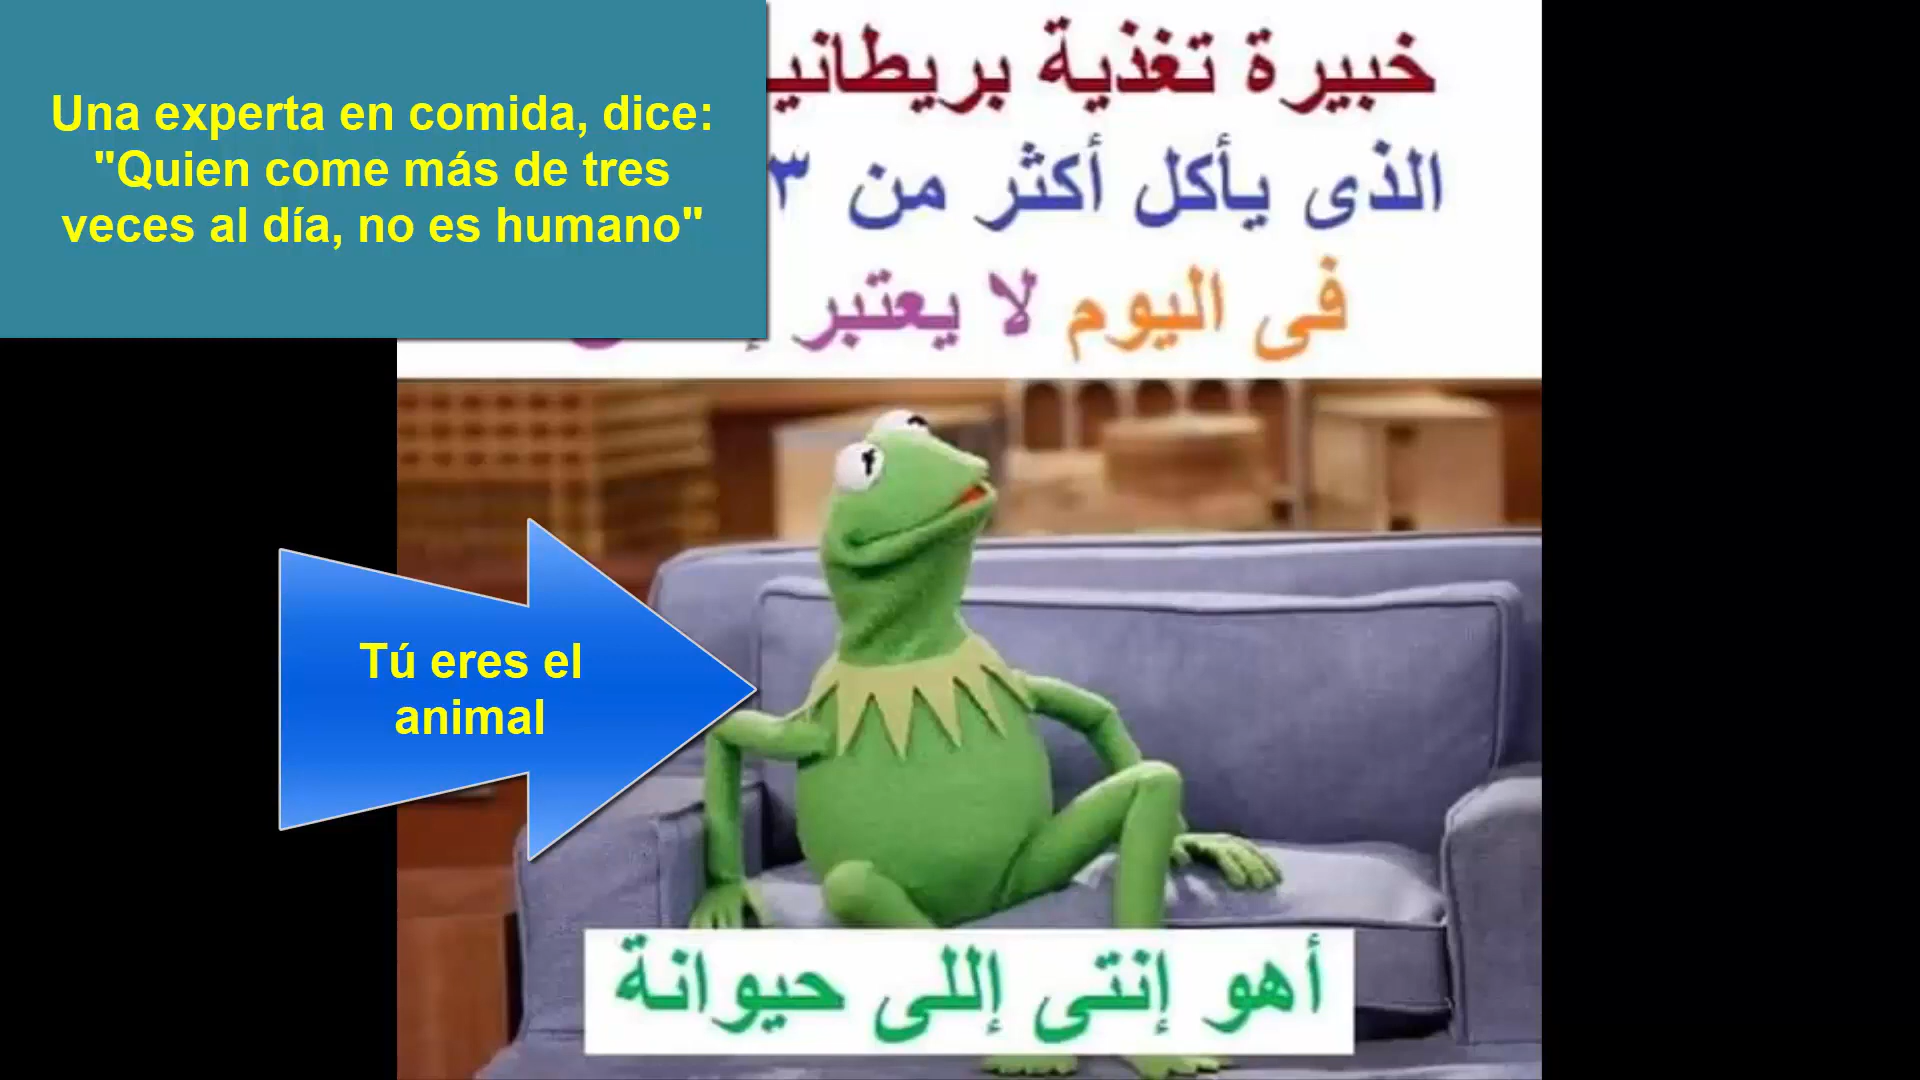 Una experta en comida, dice:
"Quien come más de tres
veces al día, no es humano"
خبيرة تغذية
الذى يأكل أكثر من ٣
فى اليوم لا يعتبر
Tú eres el
animal
أهو إنتى إللى حيوانة